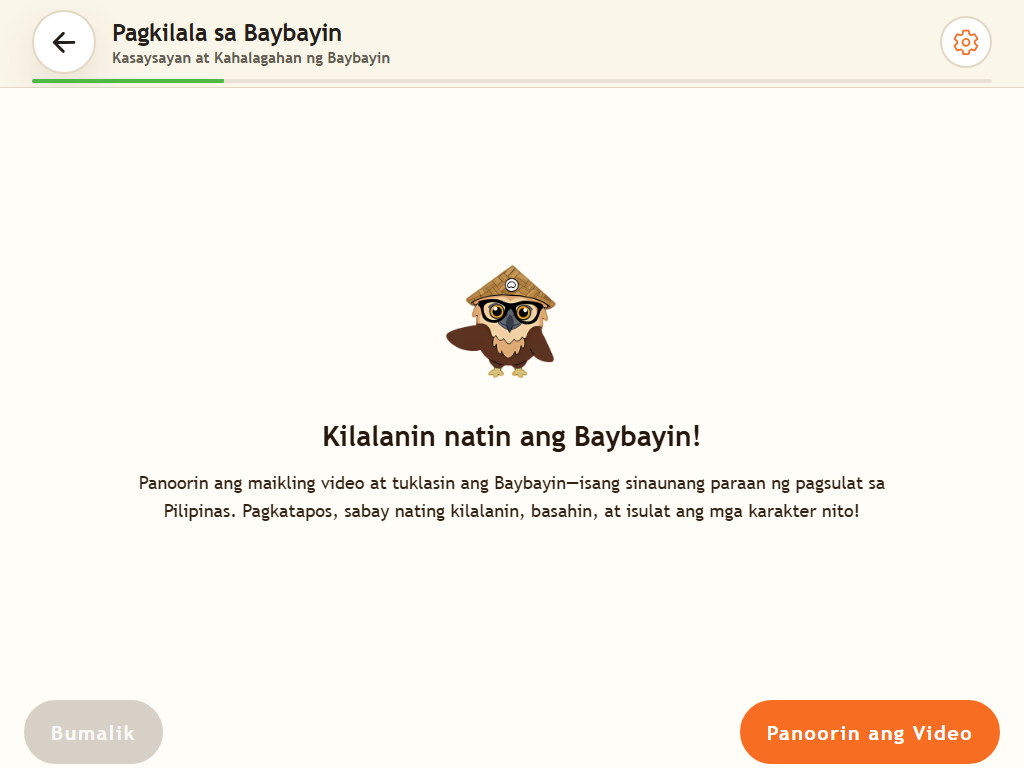 Pagkilala sa Baybayin
Kasaysayan at Kahalagahan ng Baybayin
Kilalanin natin ang Baybayin!
Panoorin ang maikling video at tuklasin ang Baybayin—isang sinaunang paraan ng pagsulat sa
Pilipinas. Pagkatapos, sabay nating kilalanin, basahin, at isulat ang mga karakter nito!
Bumalik
Panoorin ang Video